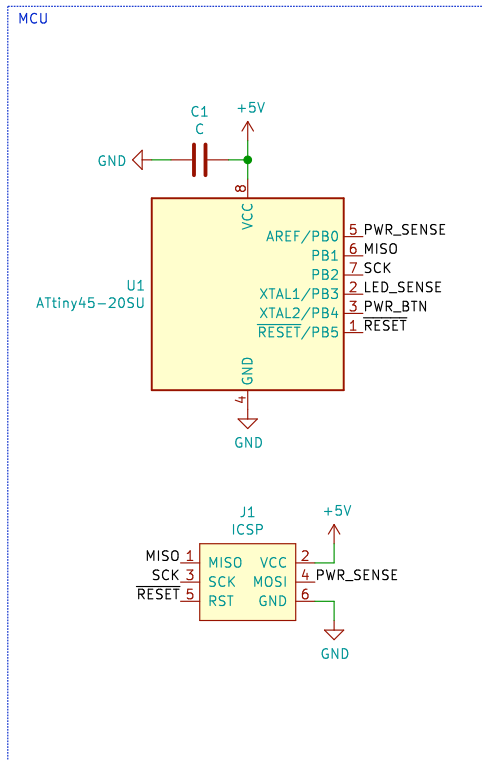 MCU
C1
C
+5V
GND
8
VCC
U1
ATtiny45-20SU
AREF/PB0 5 PWR_SENSE
PB1 6 MISO
PB2 7 SCK
XTAL1/PB3 2 LED_SENSE
XTAL2/PB4 3 PWR_BTN
RESET/PB5 1 RESET
GND
4
GND
J1
ICSP
+5V
MISO 1 MISO VCC 2
SCK 3 SCK MOSI 4 PWR_SENSE
RESET 5 RST GND 6
GND